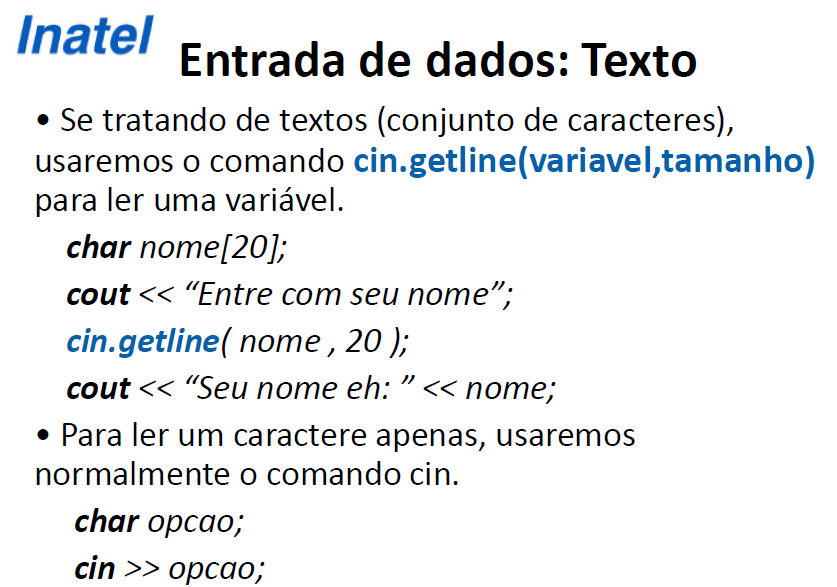 Inatel
Entrada de dados: Texto
• Se tratando de textos (conjunto de caracteres),
usaremos o comando cin.getline(variavel,tamanho)
para ler uma variável.
char nome[20];
cout << “Entre com seu nome”;
cin.getline( nome , 20 );
cout << “Seu nome eh: ” << nome;
• Para ler um caractere apenas, usaremos
normalmente o comando cin.
char opcao;
cin >> opcao;